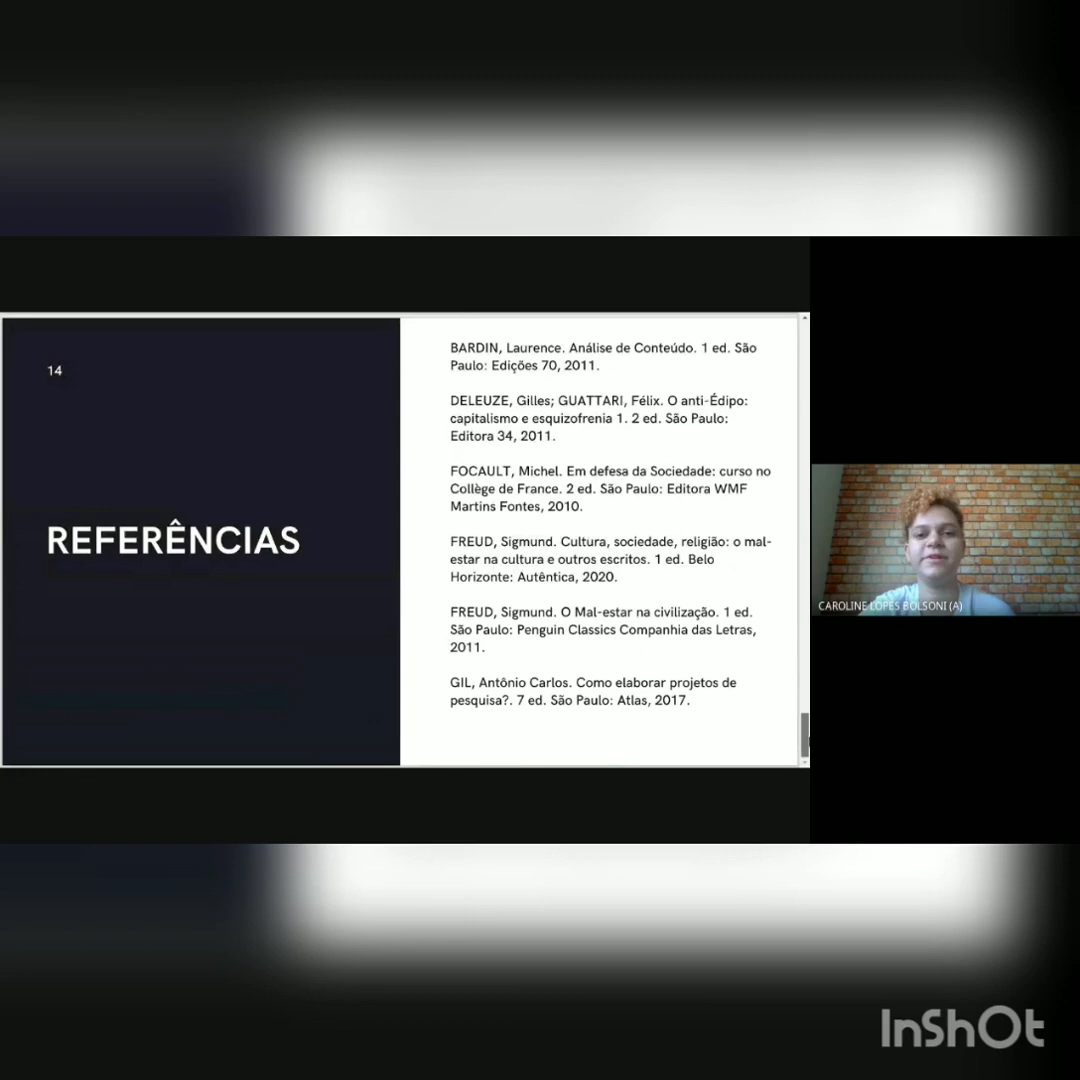 14
REFERÊNCIAS
BARDIN, Laurence. Análise de Conteúdo. 1 ed. São
Paulo: Edições 70, 2011.
DELEUZE, Gilles; GUATTARI, Félix. O anti-Édipo:
capitalismo e esquizofrenia 1. 2 ed. São Paulo:
Editora 34, 2011.
FOCAULT, Michel. Em defesa da Sociedade: curso no
Collège de France. 2 ed. São Paulo: Editora WMF
Martins Fontes, 2010.
FREUD, Sigmund. Cultura, sociedade, religião: o mal-
estar na cultura e outros escritos. 1 ed. Belo
Horizonte: Autêntica, 2020.
FREUD, Sigmund. O Mal-estar na civilização. 1 ed.
São Paulo: Penguin Classics Companhia das Letras,
2011.
GIL, Antônio Carlos. Como elaborar projetos de
pesquisa?. 7 ed. São Paulo: Atlas, 2017.
CAROLINE LOPES BOLSONI (A)
InShOt